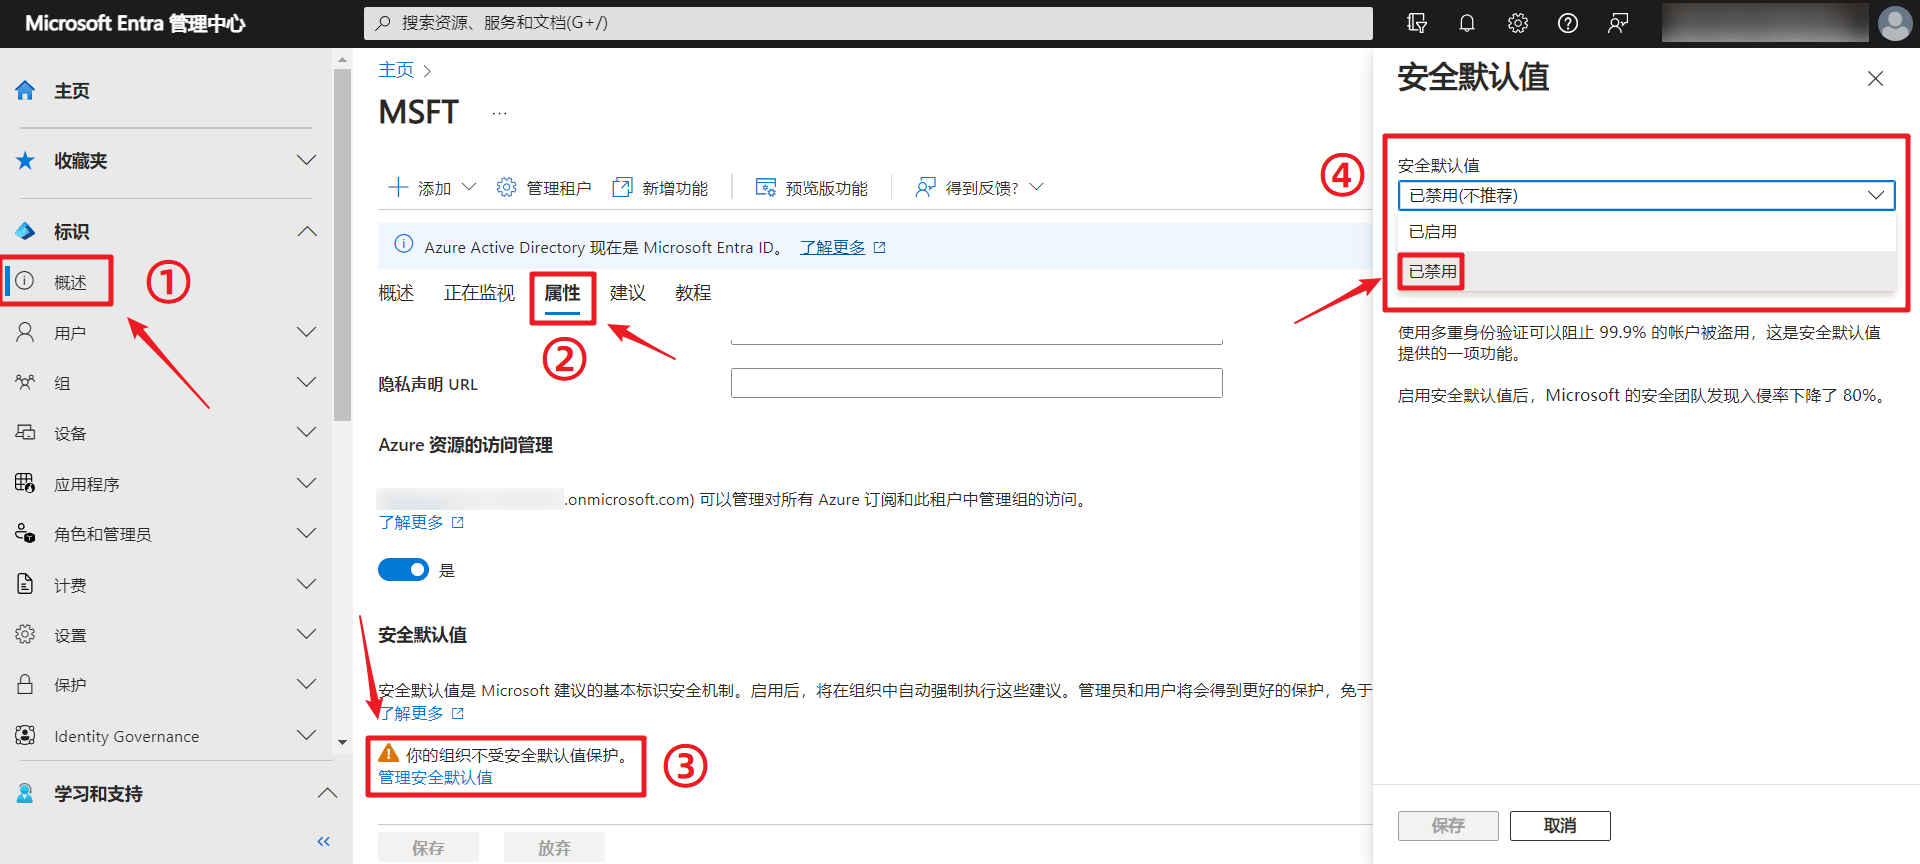 Microsoft Entra 管理中心
搜索资源、服务和文档(G+/)
主页
收藏夹
标识
概述
①
用户
组
设备
应用程序
角色和管理员
计费
设置
保护
Identity Governance
学习和支持
主页
MSFT
添加
管理租户
新增功能
预览版功能
得到反馈?
Azure Active Directory 现在是 Microsoft Entra ID。 了解更多
概述 正在监视 属性 建议 教程
②
隐私声明 URL
Azure 资源的访问管理
.onmicrosoft.com) 可以管理对所有 Azure 订阅和此租户中管理组的访问。
了解更多
是
安全默认值
安全默认值是 Microsoft 建议的基本标识安全机制。启用后，将在组织中自动强制执行这些建议。管理员和用户将会得到更好的保护，免于
了解更多
你的组织不受安全默认值保护。
管理安全默认值
③
保存 放弃
安全默认值
④
安全默认值
已禁用(不推荐)
已启用
已禁用
使用多重身份验证可以阻止 99.9% 的帐户被盗用，这是安全默认值
提供的一项功能。
启用安全默认值后，Microsoft 的安全团队发现入侵率下降了 80%。
保存 取消